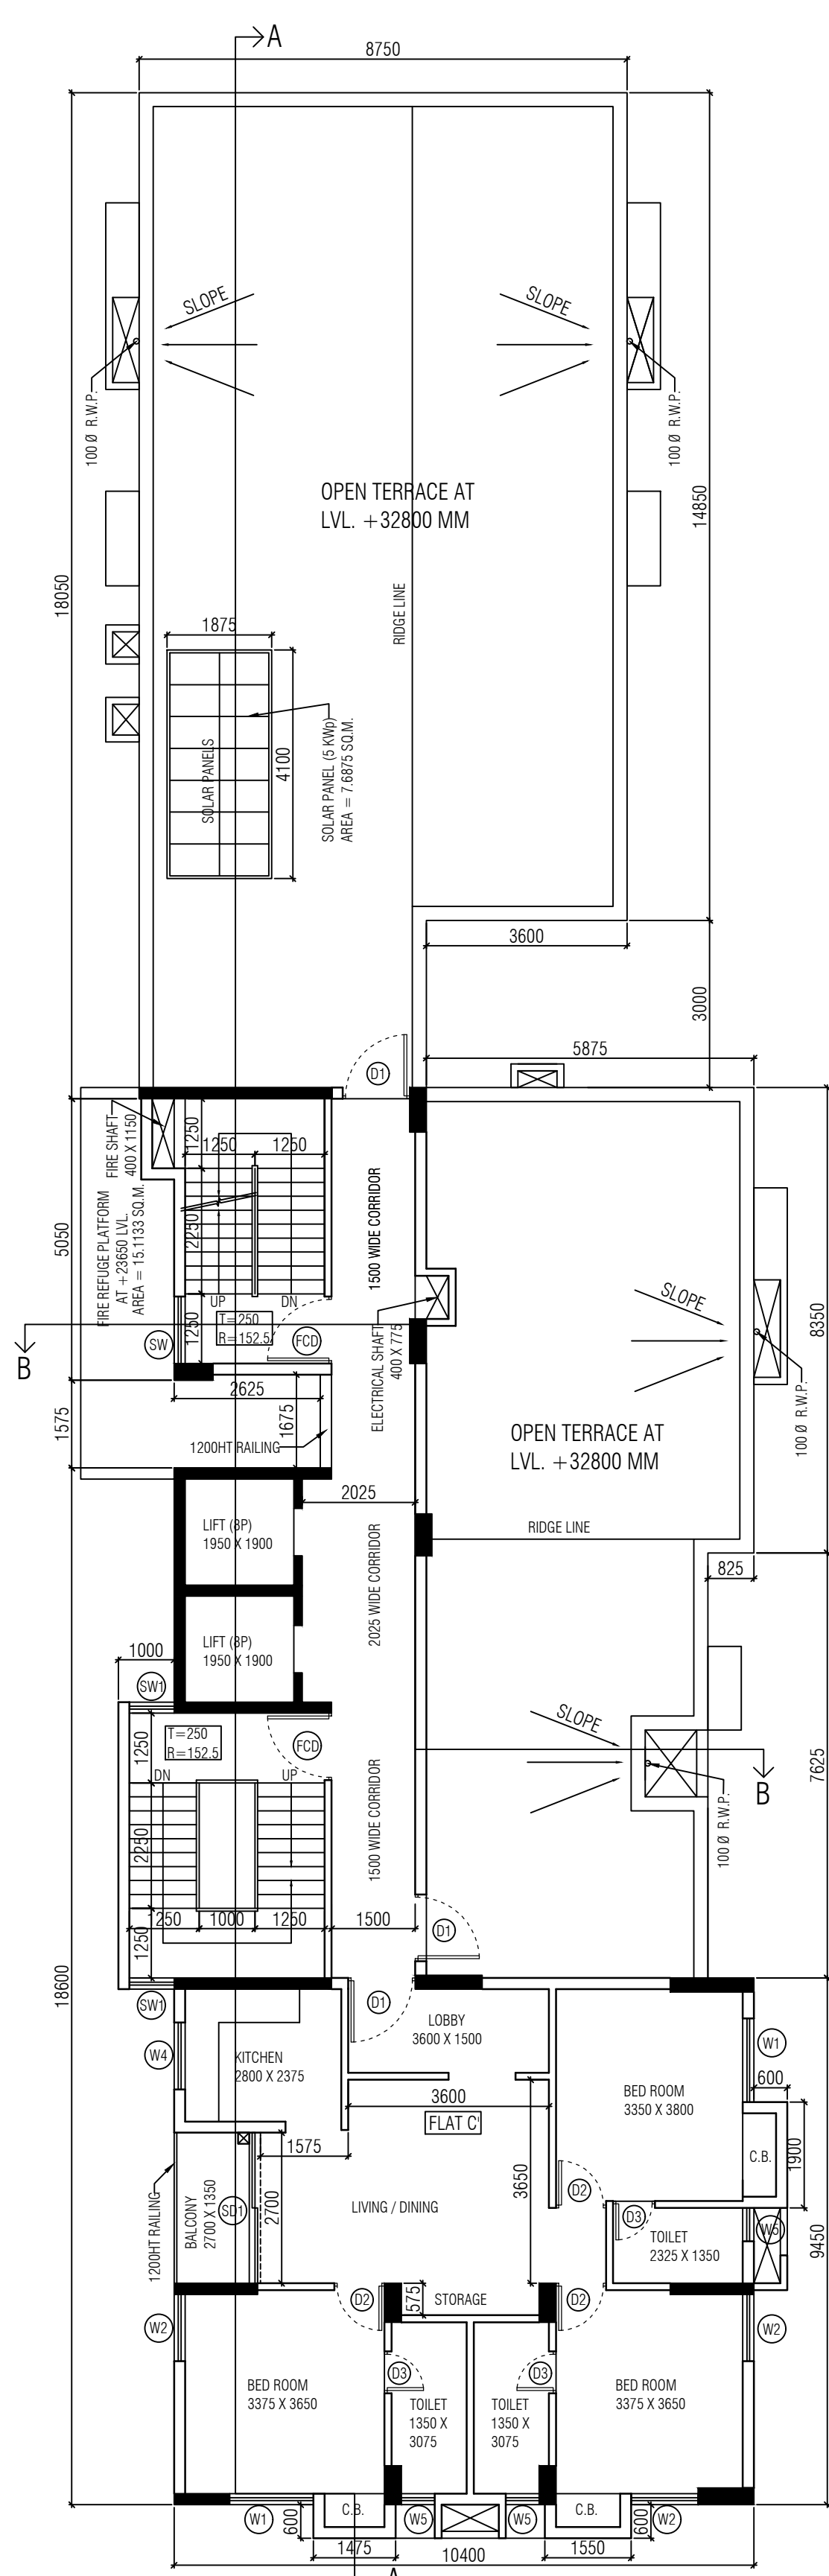 A
8750
SLOPE
SLOPE
100 Ø R.W.P.
100 Ø R.W.P.
OPEN TERRACE AT
LVL. +32800 MM
14850
18050
RIDGE LINE
1875
SOLAR PANELS
4100
SOLAR PANEL (5 KWp)
AREA = 7.6875 SQ.M.
3600
3000
5875
D1
FIRE SHAFT
400 X 1150
1250
1250
1250
1500 WIDE CORRIDOR
FIRE REFUGE PLATFORM
AT +23650 LVL.
AREA = 15.1133 SQ.M.
5050
2250
UP
DN
T=250
R=152.5
FCD
SW
1250
B
ELECTRICAL SHAFT
400 X 775
SLOPE
8350
100 Ø R.W.P.
2625
1575
1675
1200HT RAILING
OPEN TERRACE AT
LVL. +32800 MM
2025
LIFT (8P)
1950 X 1900
2025 WIDE CORRIDOR
RIDGE LINE
825
LIFT (8P)
1950 X 1900
1000
SW1
SLOPE
T=250
R=152.5
FCD
1250
DN
UP
B
7625
100 Ø R.W.P.
1500 WIDE CORRIDOR
2250
1250
1000
1250
1500
D1
1250
18600
SW1
D1
LOBBY
3600 X 1500
W4
KITCHEN
2800 X 2375
W1
600
BED ROOM
3350 X 3800
3600
FLAT C'
1575
C.B.
1900
1200HT RAILING
BALCONY
2700 X 1350
SD1
2700
LIVING / DINING
3650
D2
D3
TOILET
2325 X 1350
W5
9450
D2
575
STORAGE
D2
W2
W2
BED ROOM
3375 X 3650
D3
TOILET
1350 X
3075
D3
TOILET
1350 X
3075
BED ROOM
3375 X 3650
C.B.
C.B.
W1
600
W5
W5
600
W2
1475
10400
1550
A